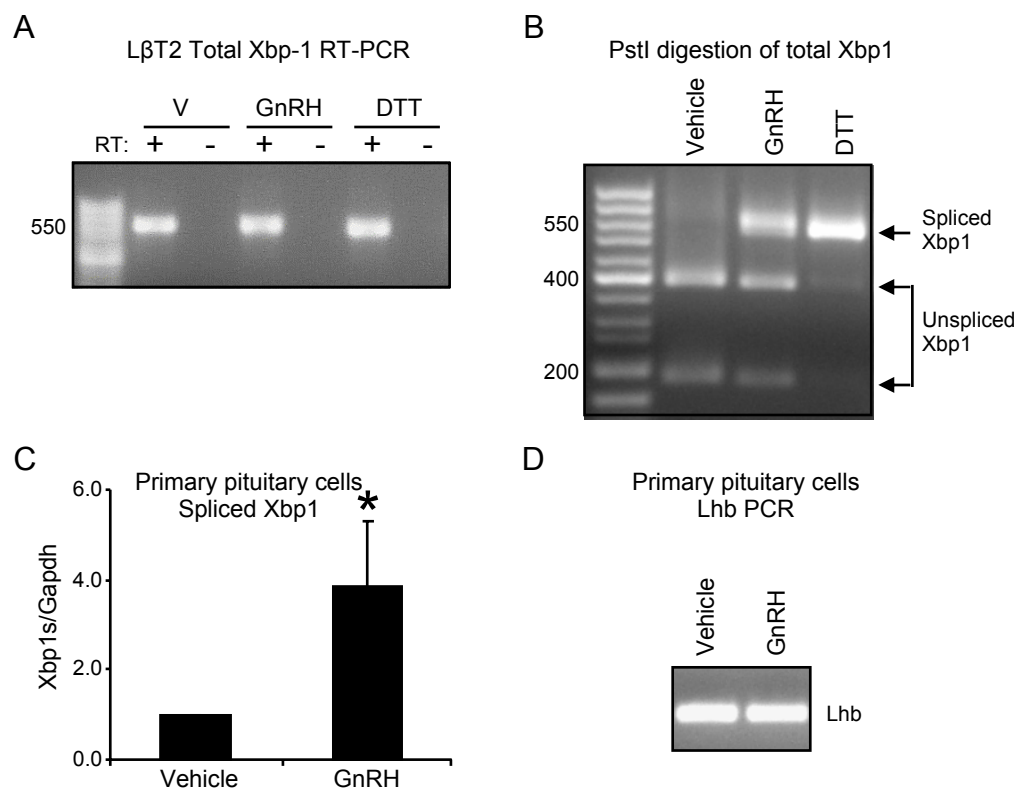 A
LβT2 Total Xbp-1 RT-PCR
V GnRH DTT
RT: + - + - + -
550
B
PstI digestion of total Xbp1
Vehicle
GnRH
DTT
550
400
200
Spliced
Xbp1
Unspliced
Xbp1
C
Primary pituitary cells
Spliced Xbp1
6.0
4.0
2.0
0.0
Xbp1s/Gapdh
*
Vehicle GnRH
D
Primary pituitary cells
Lhb PCR
Vehicle
GnRH
Lhb